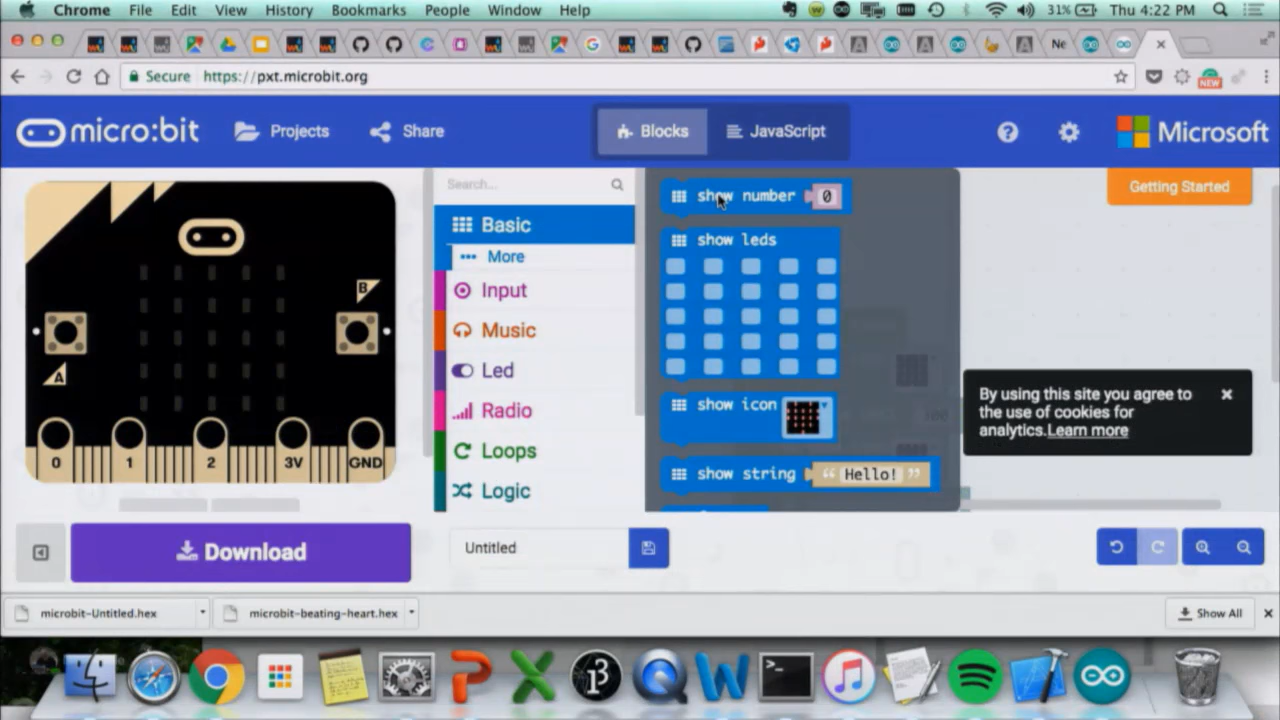 Chrome File Edit View History Bookmarks People Window Help 31% Thu 4:22 PM
Ne
Secure https://pxt.microbit.org NEW
micro:bit Projects Share Blocks JavaScript ? Microsoft
Search...
show number 0
Getting Started
Basic
show leds
More
Input
B
Music
Led
A
Radio
show icon
By using this site you agree to
the use of cookies for
analytics.Learn more
Loops
0 1 2 3V GND
show string “ Hello! ”
Logic
Download
Untitled
microbit-Untitled.hex microbit-beating-heart.hex Show All